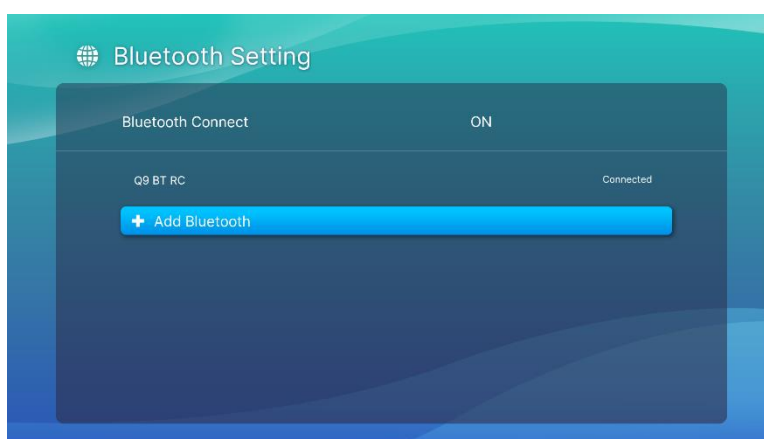 Bluetooth Setting
Bluetooth Connect ON
Q9 BT RC Connected
+ Add Bluetooth